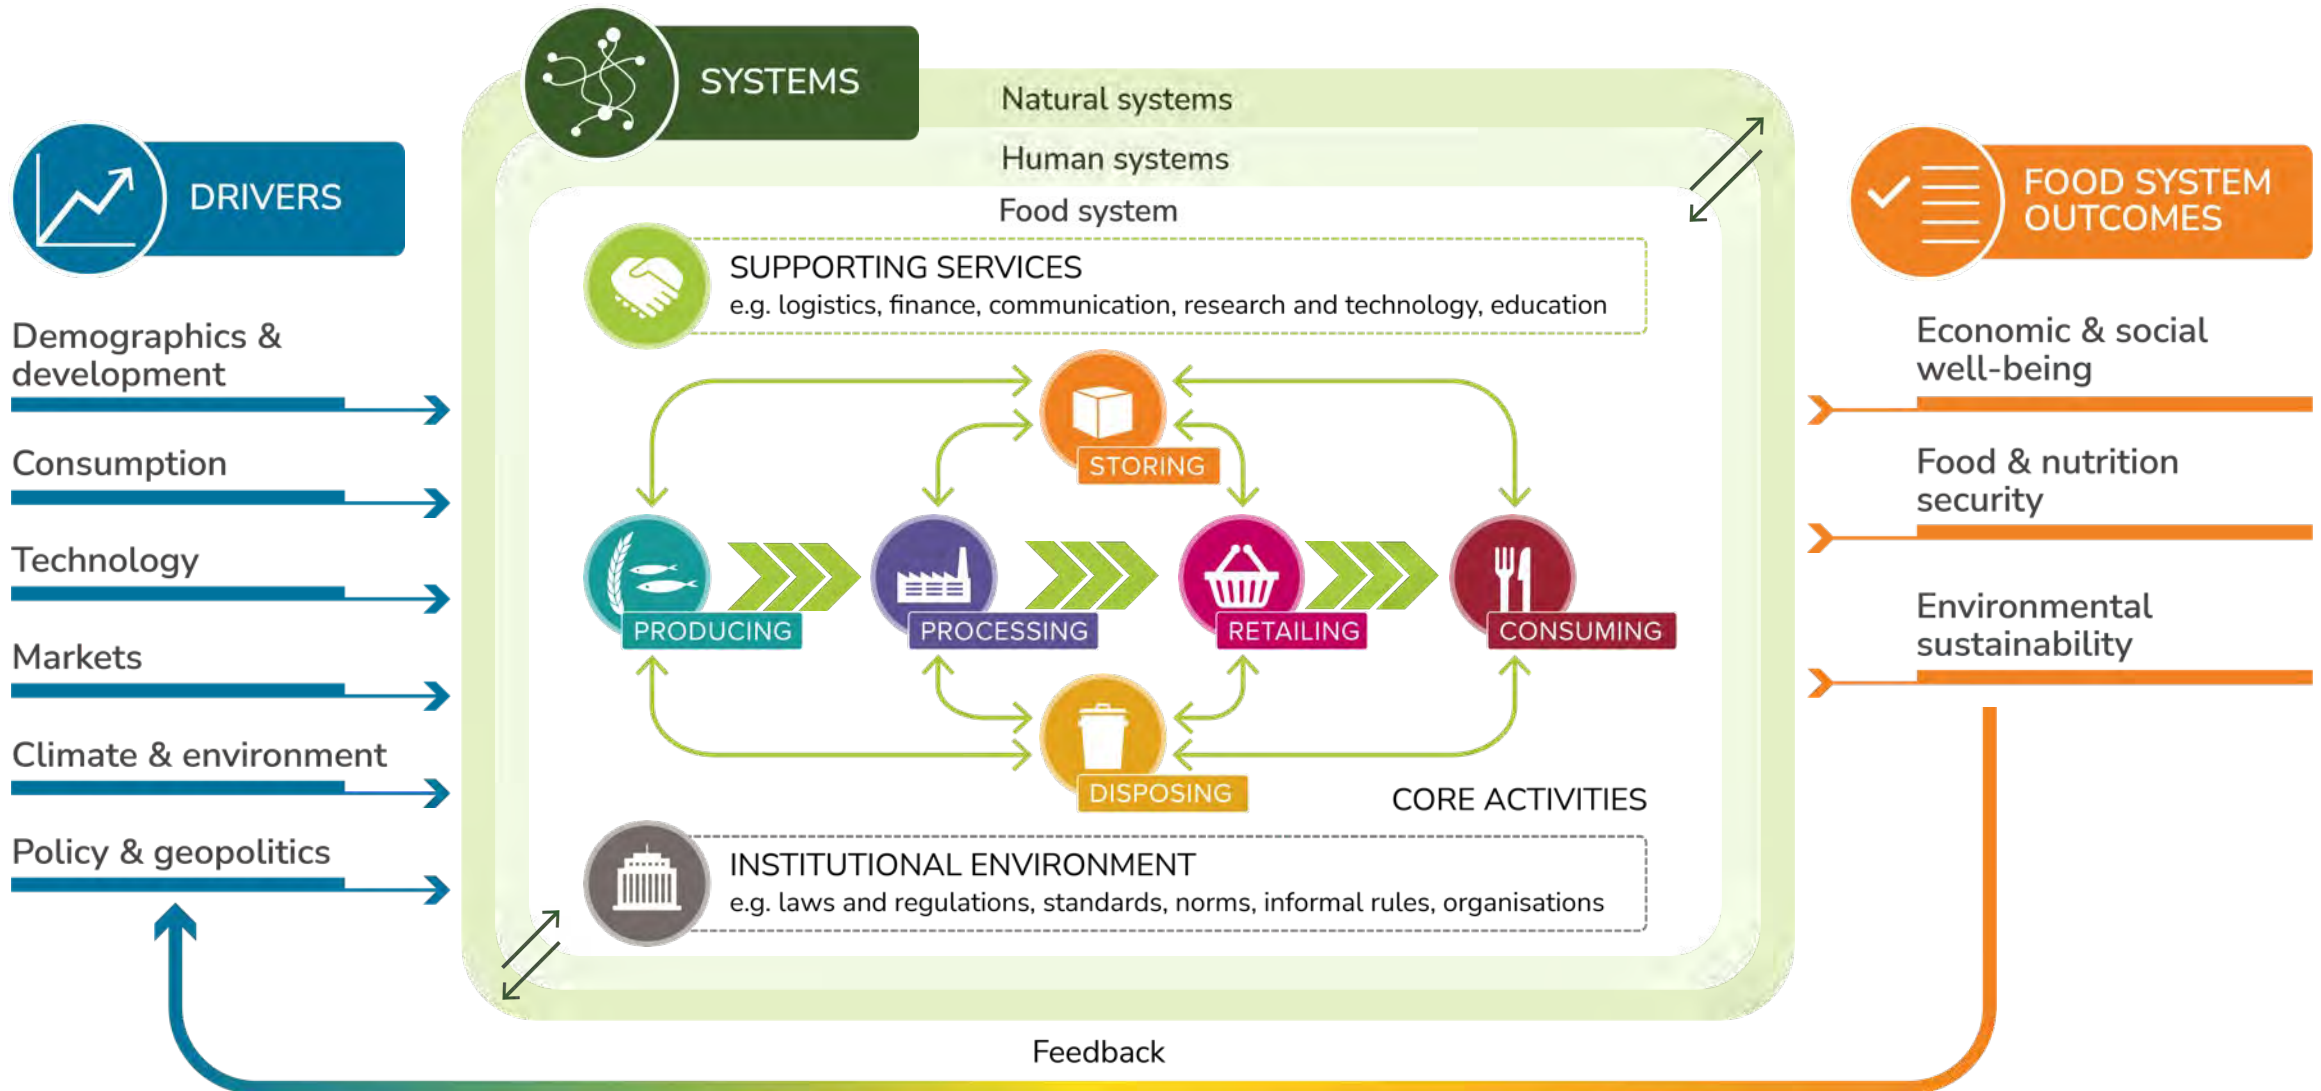 SYSTEMS
Natural systems
Human systems
Food system
DRIVERS
Demographics &
development
Consumption
Technology
Markets
Climate & environment
Policy & geopolitics
SUPPORTING SERVICES
e.g. logistics, finance, communication, research and technology, education
STORING
PRODUCING
PROCESSING
RETAILING
CONSUMING
DISPOSING
CORE ACTIVITIES
INSTITUTIONAL ENVIRONMENT
e.g. laws and regulations, standards, norms, informal rules, organisations
FOOD SYSTEM
OUTCOMES
Economic & social
well-being
Food & nutrition
security
Environmental
sustainability
Feedback